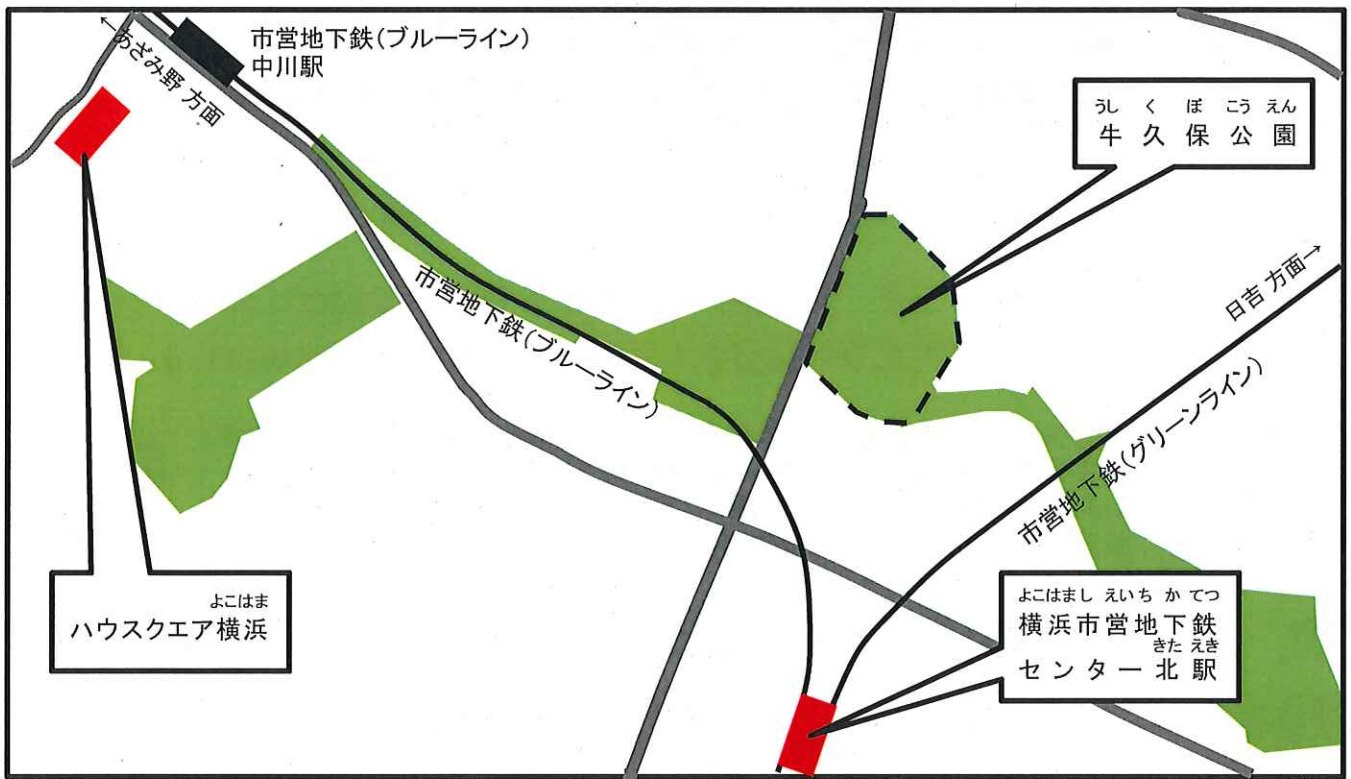 市営地下鉄(ブルーライン)
中川駅
←あざみ野 方面
うしくぼこうえん
牛久保公園
市営地下鉄(ブルーライン)
日吉 方面→
市営地下鉄(グリーンライン)
よこはま
ハウスクエア横浜
よこはまし えいち か てつ
横浜市営地下鉄
きた えき
センター北駅